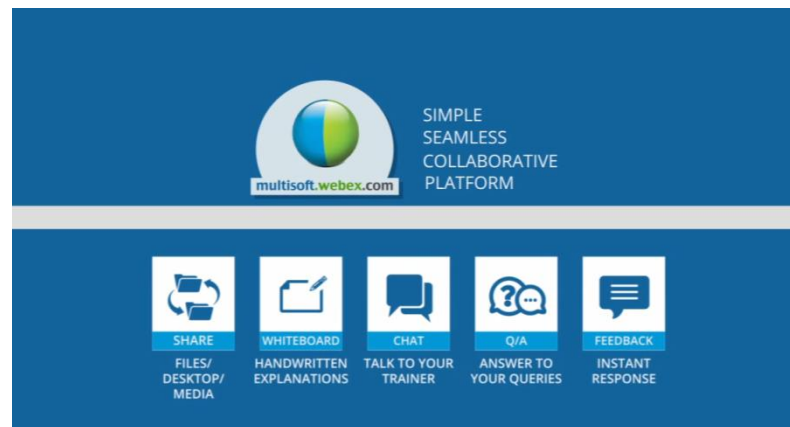 multisoft.webex.com
SIMPLE
SEAMLESS
COLLABORATIVE
PLATFORM
SHARE
FILES/
DESKTOP/
MEDIA
WHITEBOARD
HANDWRITTEN
EXPLANATIONS
CHAT
TALK TO YOUR
TRAINER
Q/A
ANSWER TO
YOUR QUERIES
FEEDBACK
INSTANT
RESPONSE